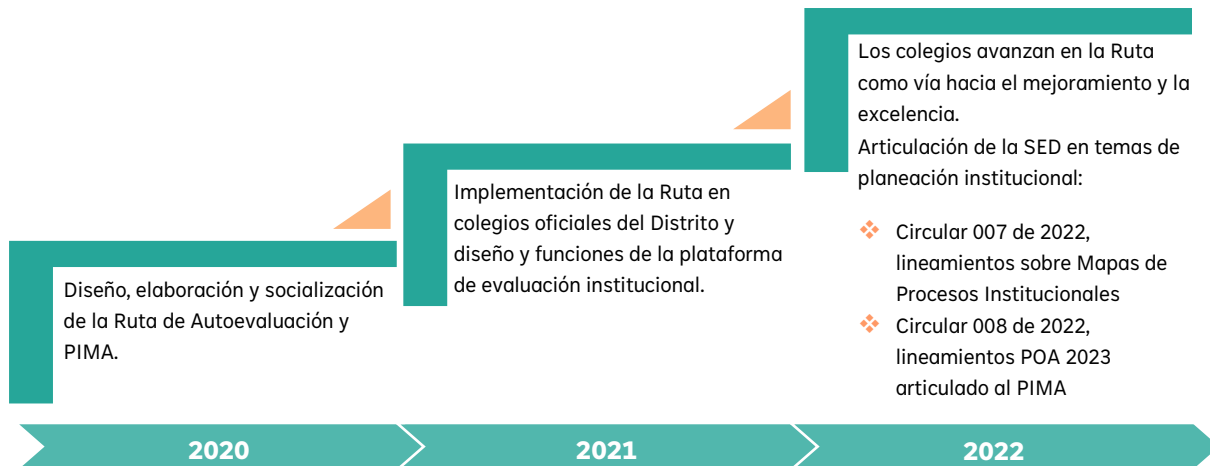 Diseño, elaboración y socialización
de la Ruta de Autoevaluación y
PIMA.
Implementación de la Ruta en
colegios oficiales del Distrito y
diseño y funciones de la plataforma
de evaluación institucional.
Los colegios avanzan en la Ruta
como vía hacia el mejoramiento y la
excelencia.
Articulación de la SED en temas de
planeación institucional:
Circular 007 de 2022,
lineamientos sobre Mapas de
Procesos Institucionales
Circular 008 de 2022,
lineamientos POA 2023
articulado al PIMA
2020
2021
2022